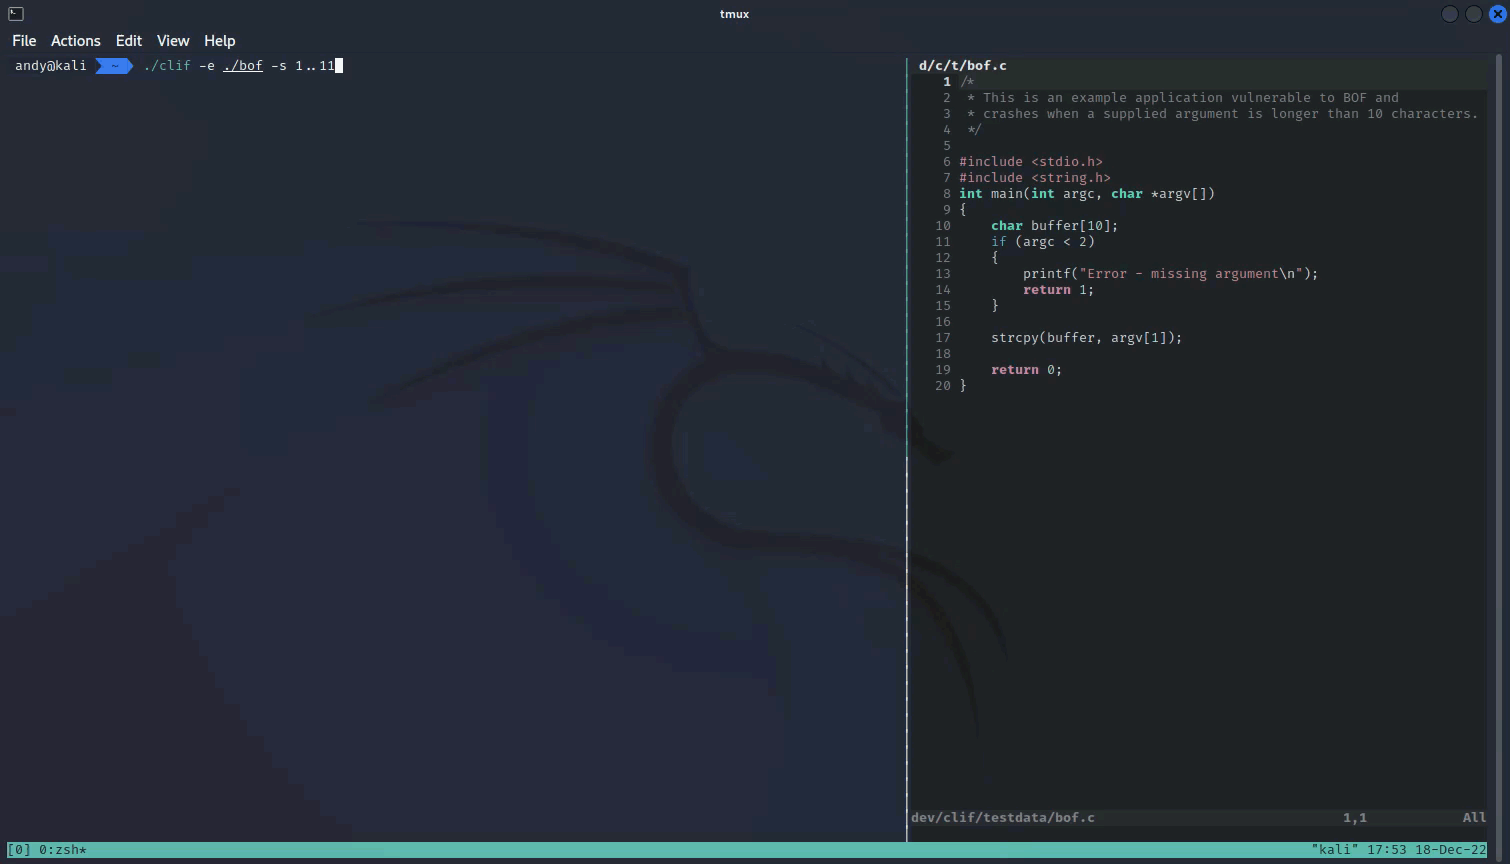 tmux
File Actions Edit View Help
andy@kali ~ ./clif -e ./bof -s 1..11
d/c/t/bof.c
1 /*
2  * This is an example application vulnerable to BOF and
3  * crashes when a supplied argument is longer than 10 characters.
4  */
5
6 #include <stdio.h>
7 #include <string.h>
8 int main(int argc, char *argv[])
9 {
10     char buffer[10];
11     if (argc < 2)
12     {
13         printf("Error - missing argument\n");
14         return 1;
15     }
16
17     strcpy(buffer, argv[1]);
18
19     return 0;
20 }
dev/clif/testdata/bof.c 1,1 All
[0] 0:zsh* "kali" 17:53 18-Dec-22